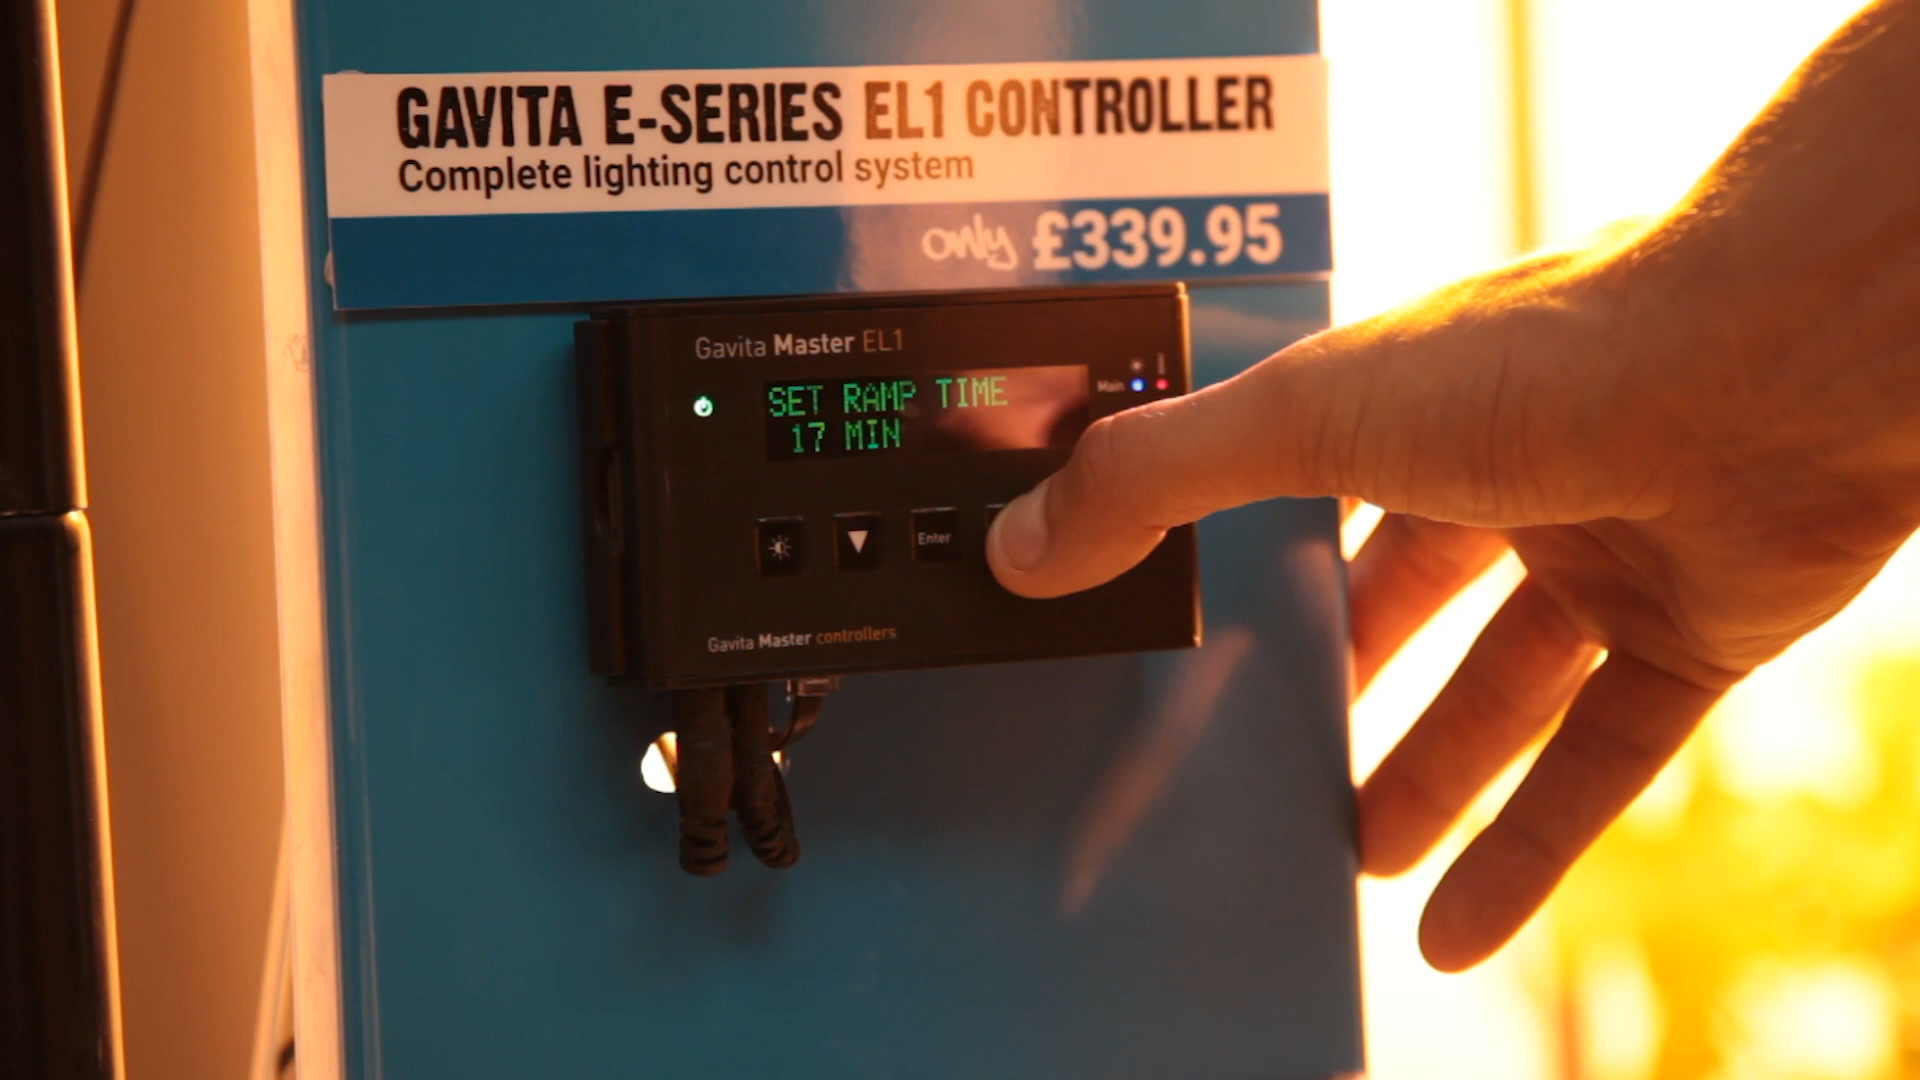 GAVITA E-SERIES EL1 CONTROLLER
Complete lighting control system
only £339.95
Gavita Master EL1
Main
SET RAMP TIME
17 MIN
Enter
Gavita Master controllers